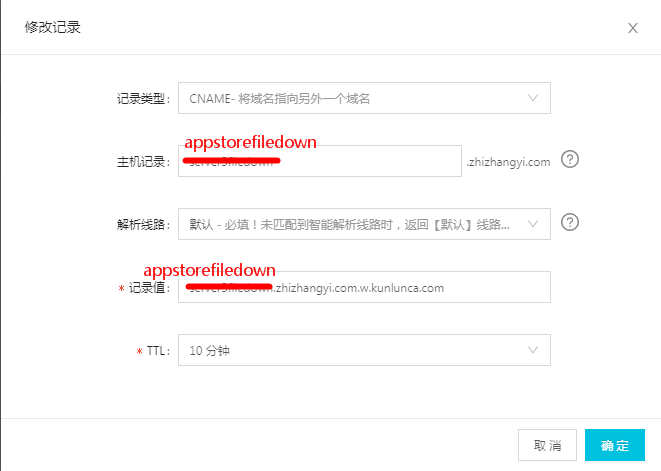 修改记录
记录类型: CNAME- 将域名指向另外一个域名
appstorefiledown
主机记录: .zhizhangyi.com ?
解析线路: 默认 - 必填！未匹配到智能解析线路时，返回【默认】线路... ?
appstorefiledown
* 记录值: .zhizhangyi.com.w.kunlunca.com
* TTL: 10 分钟
取消 确定